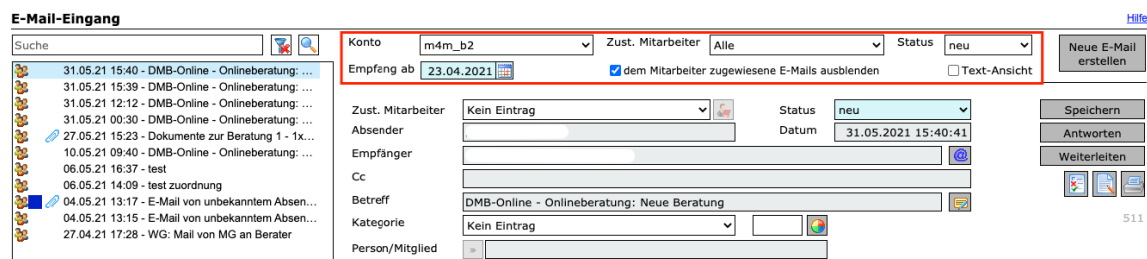 E-Mail-Eingang
Hilfe
Suche
Konto m4m_b2 Zust. Mitarbeiter Alle Status neu
Empfang ab 23.04.2021 dem Mitarbeiter zugewiesene E-Mails ausblenden Text-Ansicht
Neue E-Mail
erstellen
31.05.21 15:40 - DMB-Online - Onlineberatung: ...
31.05.21 15:39 - DMB-Online - Onlineberatung: ...
31.05.21 12:12 - DMB-Online - Onlineberatung: ...
31.05.21 00:30 - DMB-Online - Onlineberatung: ...
27.05.21 15:23 - Dokumente zur Beratung 1 - 1x...
10.05.21 09:40 - DMB-Online - Onlineberatung: ...
06.05.21 16:37 - test
06.05.21 14:09 - test zuordnung
04.05.21 13:17 - E-Mail von unbekanntem Absen...
04.05.21 13:15 - E-Mail von unbekanntem Absen...
27.04.21 17:28 - WG: Mail von MG an Berater
Zust. Mitarbeiter Kein Eintrag Status neu
Absender Datum 31.05.2021 15:40:41
Empfänger @
Cc
Betreff DMB-Online - Onlineberatung: Neue Beratung
Kategorie Kein Eintrag
Person/Mitglied »
Speichern
Antworten
Weiterleiten
511